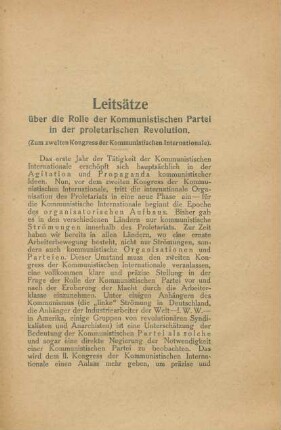 Leitsätze
über die Rolle der Kommunistischen Partei
in der proletarischen Revolution.
(Zum zweiten Kongress der Kommunistischen Internationale).
Das erste Jahr der Tätigkeit der Kommunistischen
Internationale erschöpft sich hauptsächlich in der
Agitation und Propaganda kommunistischer
Ideen. Nun, vor dem zweiten Kongress der Kommu-
nistischen Internationale, tritt die internationale Orga-
nisation des Proletariats in eine neue Phase ein—für
die Kommunistische Internationale beginnt die Epoche
des organisatorischen Aufbaus. Bisher gab
es in den verschiedenen Ländern nur kommunistische
Strömungen innerhalb des Proletariats. Zur Zeit
haben wir bereits in allen Ländern, wo eine ernste
Arbeiterbewegung besteht, nicht nur Strömungen, son-
dern auch kommunistische Organisationen und
Parteien. Dieser Umstand muss den zweiten Kon-
gress der Kommunistischen Internationale veranlassen,
eine vollkommen klare und präzise Stellung in der
Frage der Rolle der Kommunistischen Partei vor und
nach der Eroberung der Macht durch die Arbeiter-
klasse einzunehmen. Unter einigen Anhängern des
Kommunismus (die „linke“ Strömung in Deutschland,
die Anhänger der Industriearbeiter der Welt—I. W. W.—
in Amerika, einige Gruppen von revolutionären Syndi-
kalisten und Anarchisten) ist eine Unterschätzung der
Bedeutung der Kommunistischen Partei als solche
und sogar eine direkte Negierung der Notwendigkeit
einer Kommunistischen Partei zu beobachten. Das
wird dem II. Kongress der Kommunistischen Interna-
tionale einen Anlass mehr geben, um präzise und